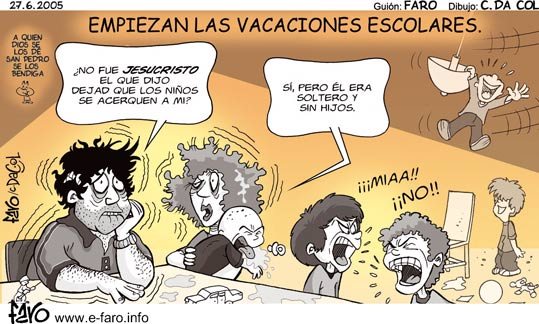 27.6.2005
Guión: FARO Dibujo: C. DA COL
EMPIEZAN LAS VACACIONES ESCOLARES.
A QUIEN
DIOS SE LOS
DÉ
SAN PEDRO
SE LOS
BENDIGA
¿NO FUE JESUCRISTO
EL QUE DIJO
DEJAD QUE LOS NIÑOS
SE ACERQUEN A MI?
SÍ, PERO ÉL ERA
SOLTERO Y
SIN HIJOS.
¡¡¡MIAA!!
¡¡NO!!
FARO/C.DACOL
FARO
www.e-faro.info